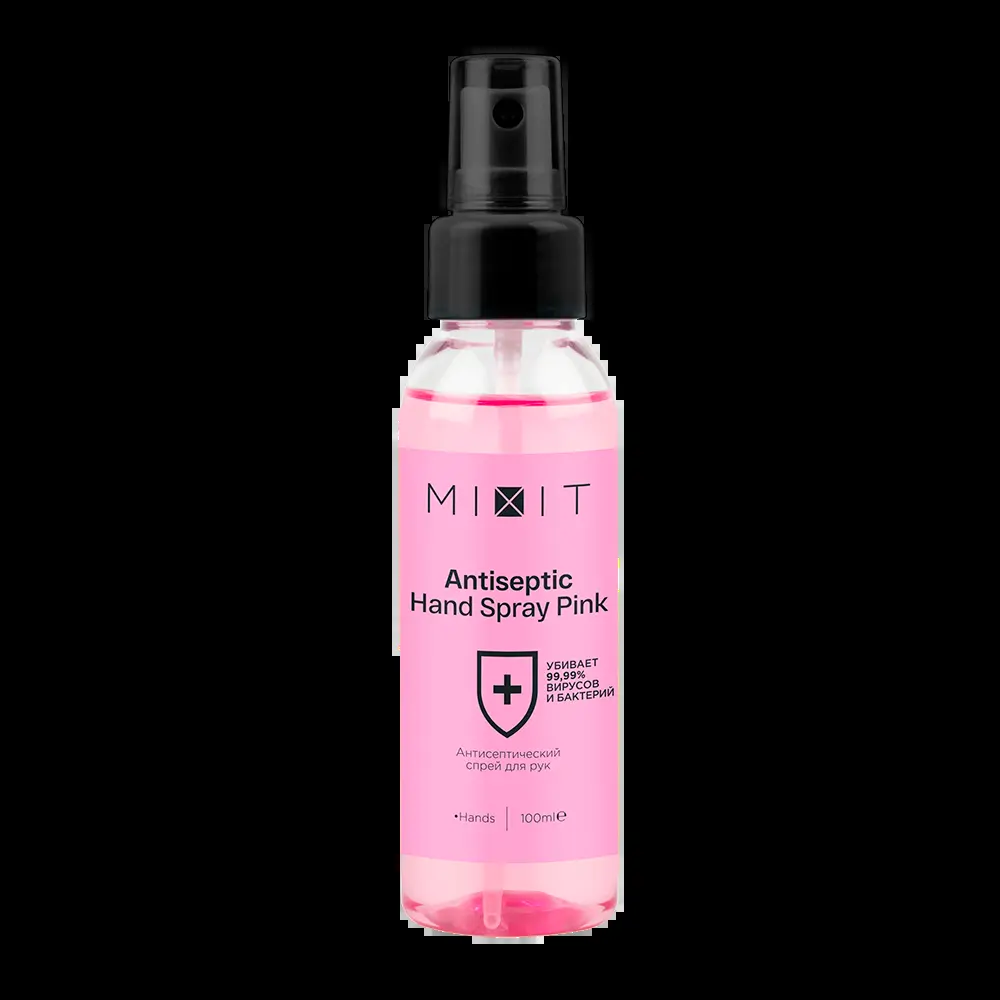 MIXIT
Antiseptic
Hand Spray Pink
УБИВАЕТ
99,99%
ВИРУСОВ
И БАКТЕРИЙ
Антисептический
спрей для рук
•Hands | 100ml℮